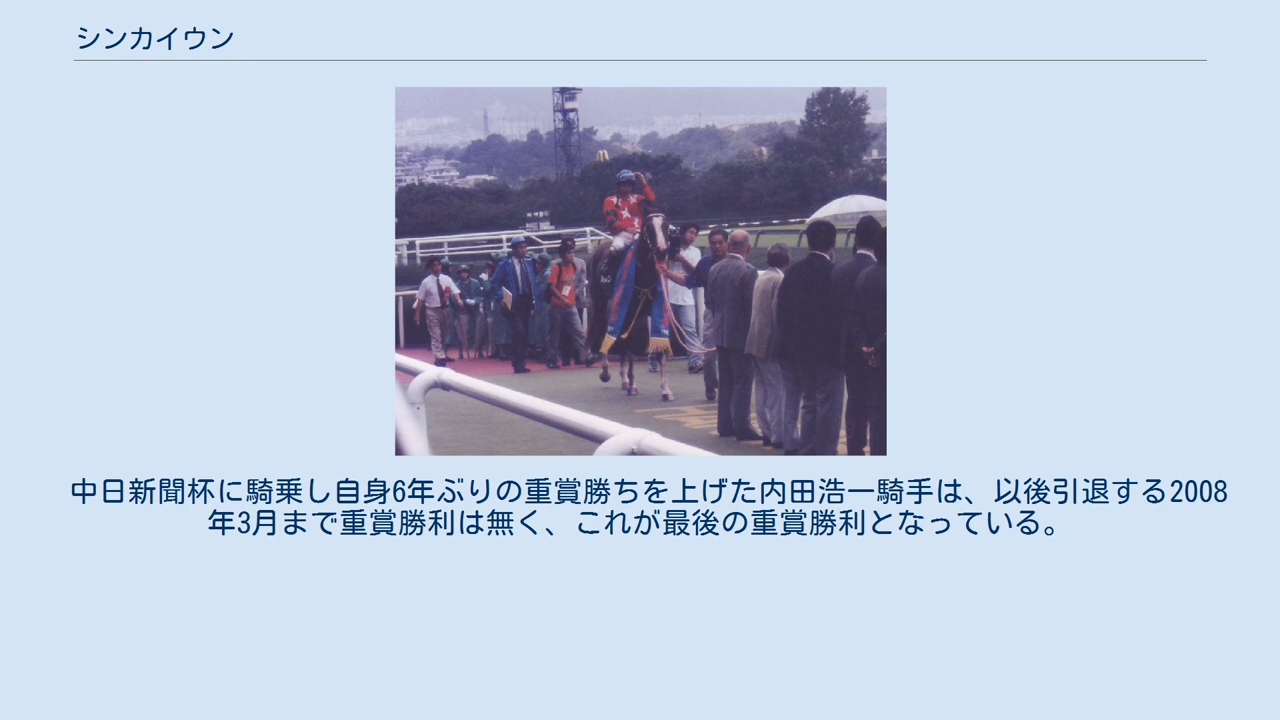 シンカイウン
中日新聞杯に騎乗し自身6年ぶりの重賞勝ちを上げた内田浩一騎手は、以後引退する2008
年3月まで重賞勝利は無く、これが最後の重賞勝利となっている。